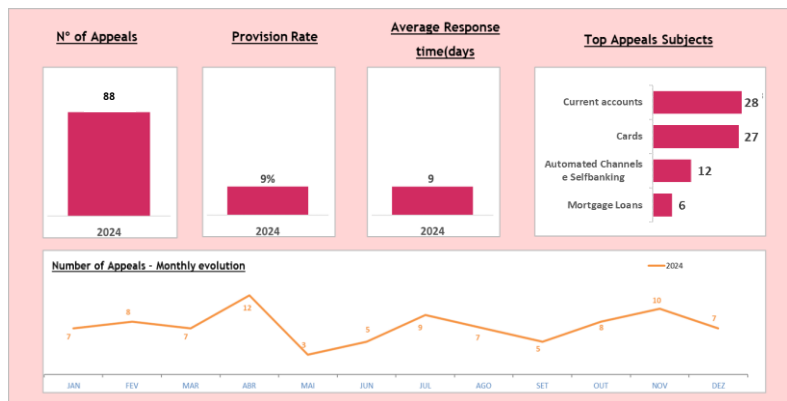 Nº of Appeals
Provision Rate
Average Response
time(days
Top Appeals Subjects
88
2024
9%
2024
9
2024
Current accounts
28
Cards
27
Automated Channels
e Selfbanking
12
Mortgage Loans
6
Number of Appeals - Monthly evolution
2024
7
8
7
12
3
5
9
7
5
8
10
7
JAN
FEV
MAR
ABR
MAI
JUN
JUL
AGO
SET
OUT
NOV
DEZ